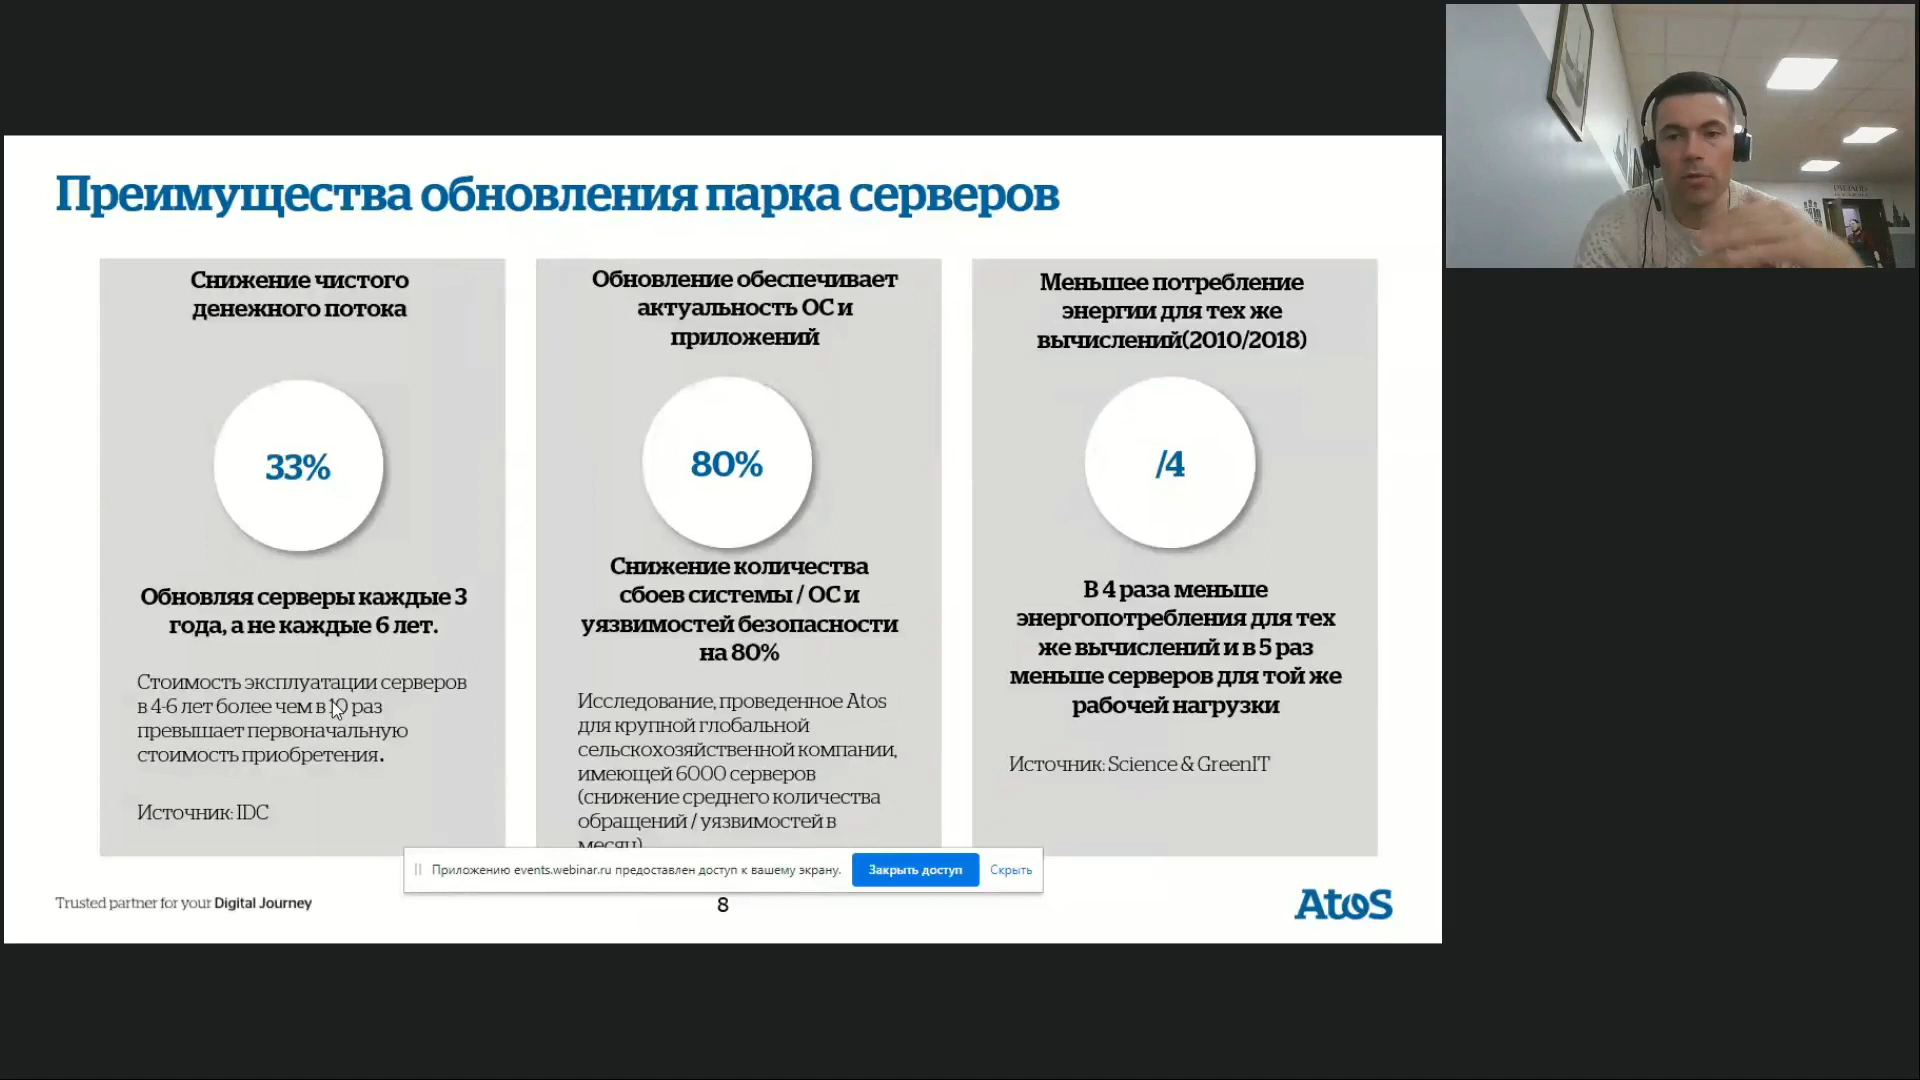 Преимущества обновления парка серверов
Снижение чистого
денежного потока
33%
Обновляя серверы каждые 3
года, а не каждые 6 лет.
Стоимость эксплуатации серверов
в 4-6 лет более чем в 10 раз
превышает первоначальную
стоимость приобретения.
Источник: IDC
Обновление обеспечивает
актуальность ОС и
приложений
80%
Снижение количества
сбоев системы / ОС и
уязвимостей безопасности
на 80%
Исследование, проведенное Atos
для крупной глобальной
сельскохозяйственной компании,
имеющей 6000 серверов
(снижение среднего количества
обращений / уязвимостей в
месяц)
Меньшее потребление
энергии для тех же
вычислений(2010/2018)
/4
В 4 раза меньше
энергопотребления для тех
же вычислений и в 5 раз
меньше серверов для той же
рабочей нагрузки
Источник: Science & GreenIT
Приложению events.webinar.ru предоставлен доступ к вашему экрану.
Закрыть доступ
Скрыть
Trusted partner for your Digital Journey
8
Atos